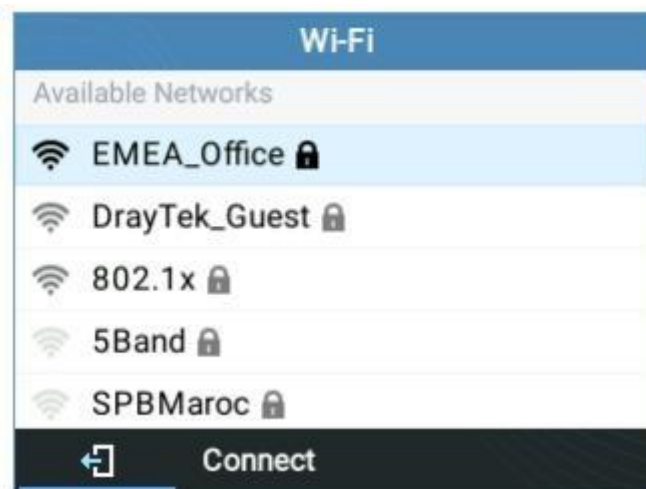 Wi-Fi
Available Networks
EMEA_Office
DrayTek_Guest
802.1x
5Band
SPBMaroc
Connect